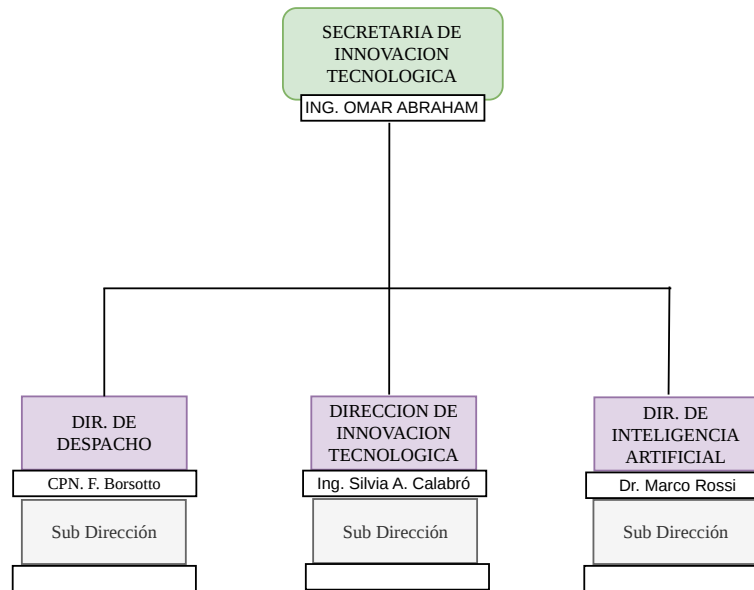 SECRETARIA DE
INNOVACION
TECNOLOGICA
ING. OMAR ABRAHAM
DIR. DE
DESPACHO
CPN. F. Borsotto
Sub Dirección
DIRECCION DE
INNOVACION
TECNOLOGICA
Ing. Silvia A. Calabró
Sub Dirección
DIR. DE
INTELIGENCIA
ARTIFICIAL
Dr. Marco Rossi
Sub Dirección